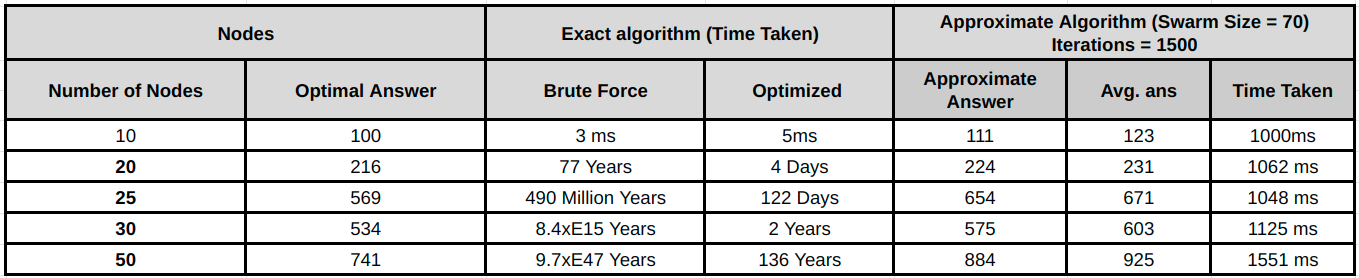 Nodes Exact algorithm (Time Taken) Approximate Algorithm (Swarm Size = 70)
Iterations = 1500
Number of Nodes Optimal Answer Brute Force Optimized Approximate
Answer Avg. ans Time Taken
10 100 3 ms 5ms 111 123 1000ms
20 216 77 Years 4 Days 224 231 1062 ms
25 569 490 Million Years 122 Days 654 671 1048 ms
30 534 8.4xE15 Years 2 Years 575 603 1125 ms
50 741 9.7xE47 Years 136 Years 884 925 1551 ms